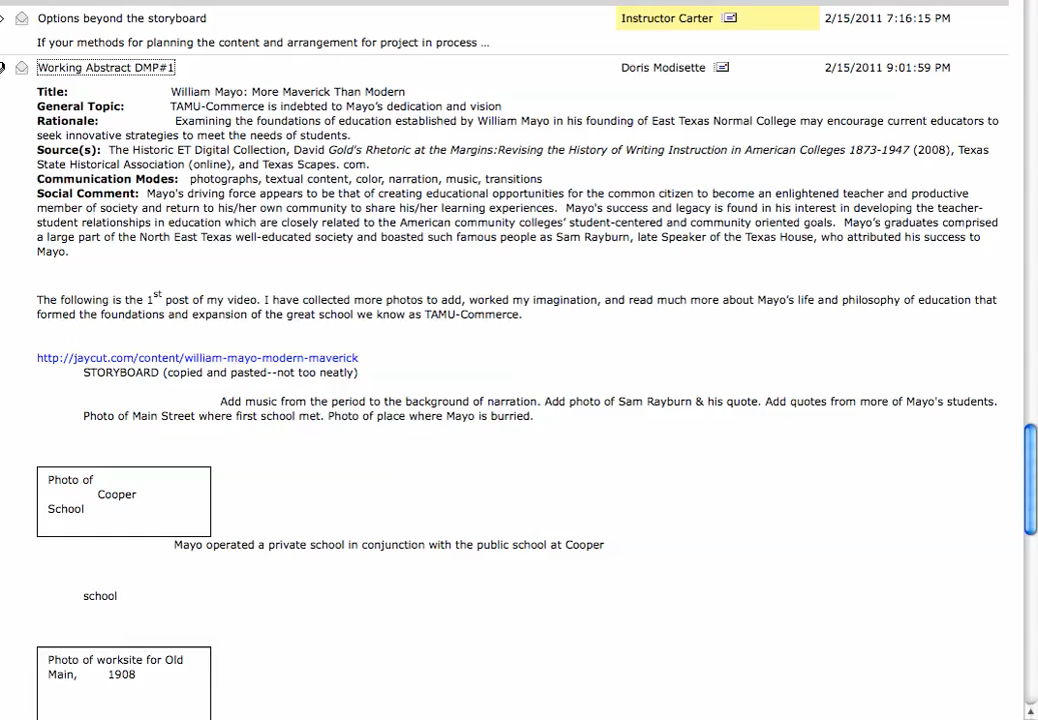 Options beyond the storyboard Instructor Carter 2/15/2011 7:16:15 PM
If your methods for planning the content and arrangement for project in process ...
Working Abstract DMP#1 Doris Modisette 2/15/2011 9:01:59 PM
Title: William Mayo: More Maverick Than Modern
General Topic: TAMU-Commerce is indebted to Mayo's dedication and vision
Rationale: Examining the foundations of education established by William Mayo in his founding of East Texas Normal College may encourage current educators to
seek innovative strategies to meet the needs of students.
Source(s): The Historic ET Digital Collection, David Gold's Rhetoric at the Margins:Revising the History of Writing Instruction in American Colleges 1873-1947 (2008), Texas
State Historical Association (online), and Texas Scapes. com.
Communication Modes: photographs, textual content, color, narration, music, transitions
Social Comment: Mayo's driving force appears to be that of creating educational opportunities for the common citizen to become an enlightened teacher and productive
member of society and return to his/her own community to share his/her learning experiences. Mayo's success and legacy is found in his interest in developing the teacher-
student relationships in education which are closely related to the American community colleges' student-centered and community oriented goals. Mayo's graduates comprised
a large part of the North East Texas well-educated society and boasted such famous people as Sam Rayburn, late Speaker of the Texas House, who attributed his success to
Mayo.
The following is the 1st post of my video. I have collected more photos to add, worked my imagination, and read much more about Mayo's life and philosophy of education that
formed the foundations and expansion of the great school we know as TAMU-Commerce.
http://jaycut.com/content/william-mayo-modern-maverick
STORYBOARD (copied and pasted--not too neatly)
Add music from the period to the background of narration. Add photo of Sam Rayburn & his quote. Add quotes from more of Mayo's students.
Photo of Main Street where first school met. Photo of place where Mayo is burried.
Photo of
Cooper
School
Mayo operated a private school in conjunction with the public school at Cooper
school
Photo of worksite for Old
Main, 1908